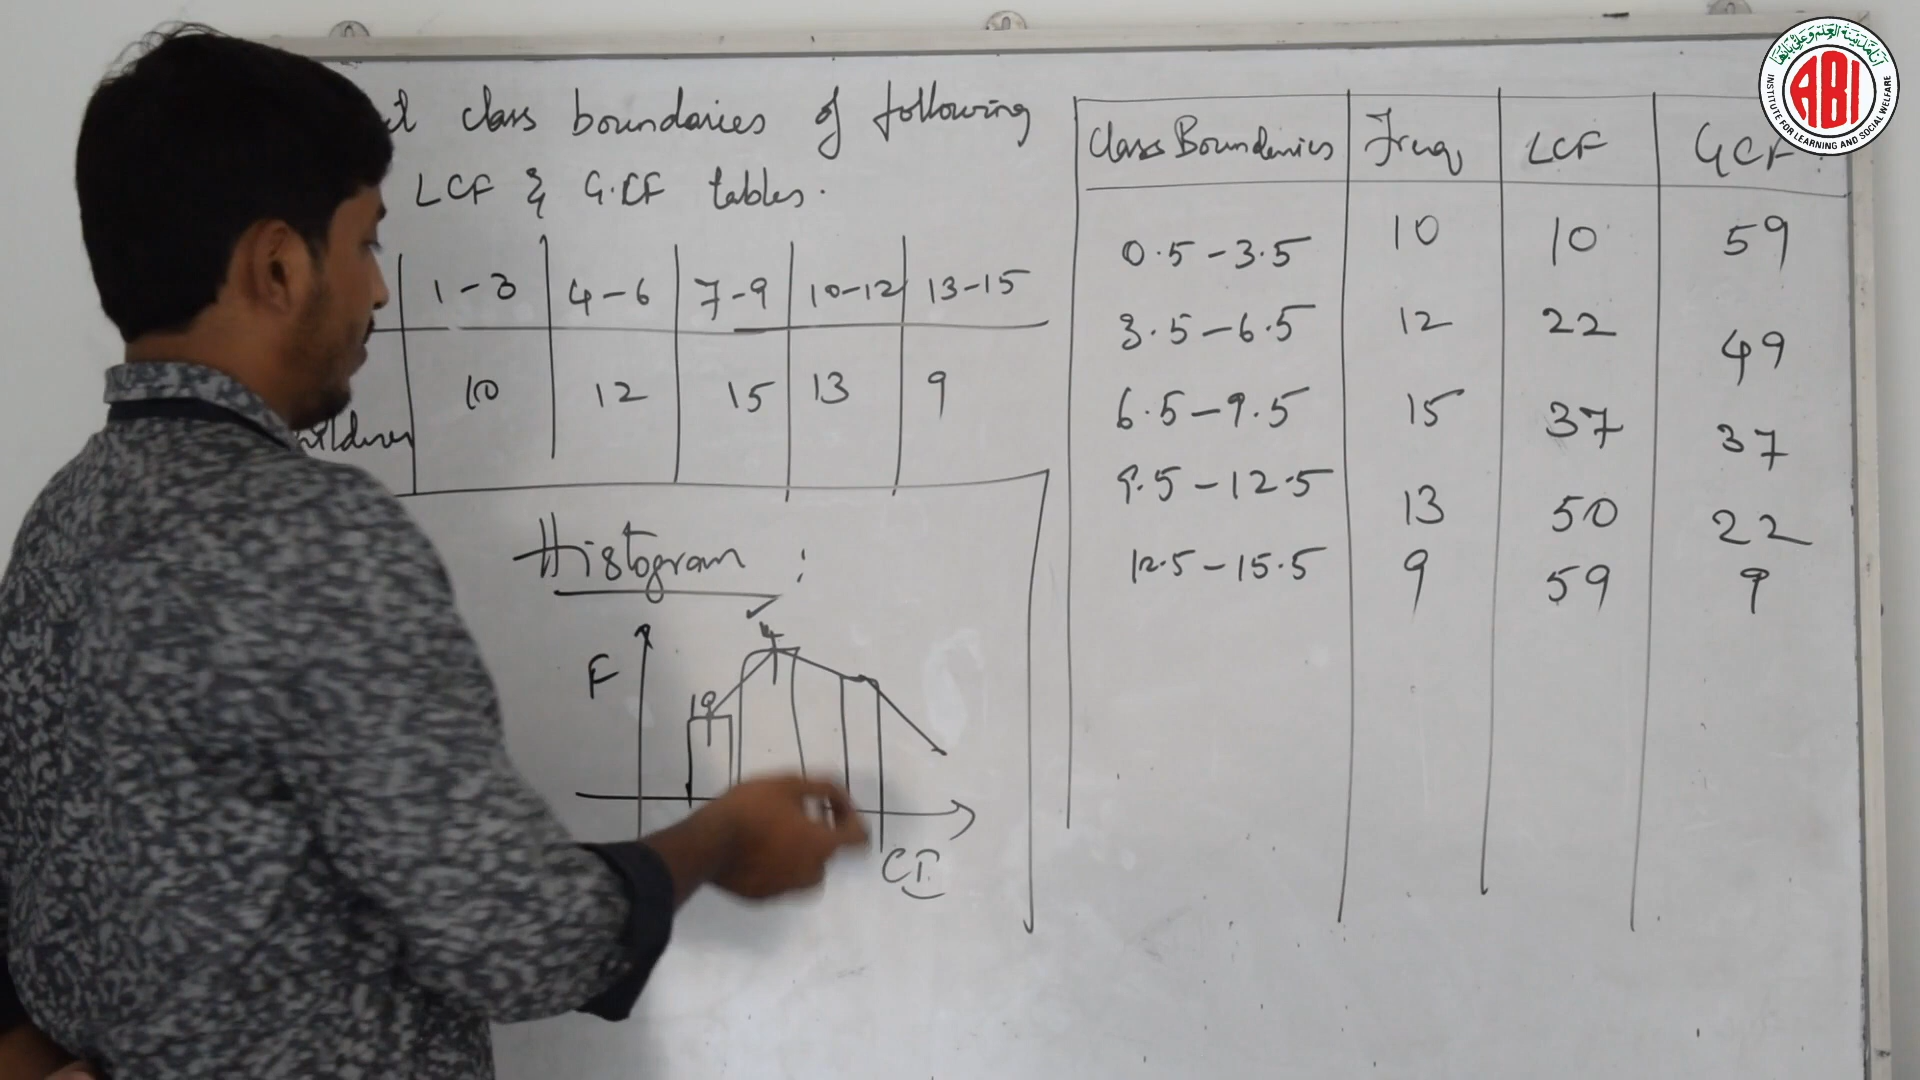 class boundaries of following
LCF & G.CF tables.
1-3 4-6 7-9 10-12 13-15
10 12 15 13 9
Histogram :
F
CI
Class Boundaries Freq LCF GCF
0.5-3.5 10 10 59
3.5-6.5 12 22 49
6.5-9.5 15 37 37
9.5-12.5 13 50 22
12.5-15.5 9 59 9
ABI
INSTITUTE FOR LEARNING AND SOCIAL WELFARE